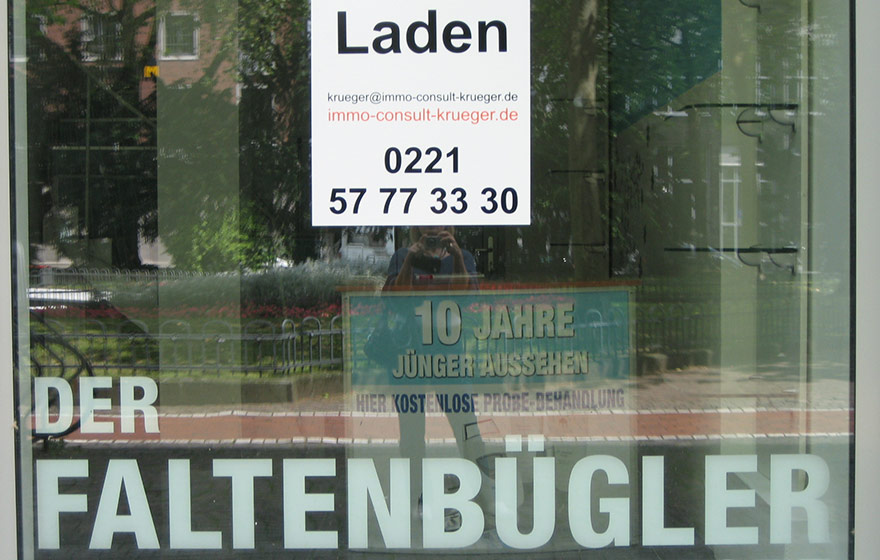 Laden
krueger@immo-consult-krueger.de
immo-consult-krueger.de
0221
57 77 33 30
10 JAHRE
JÜNGER AUSSEHEN
HIER KOSTENLOSE PROBE-BEHANDLUNG
DER
FALTENBÜGLER